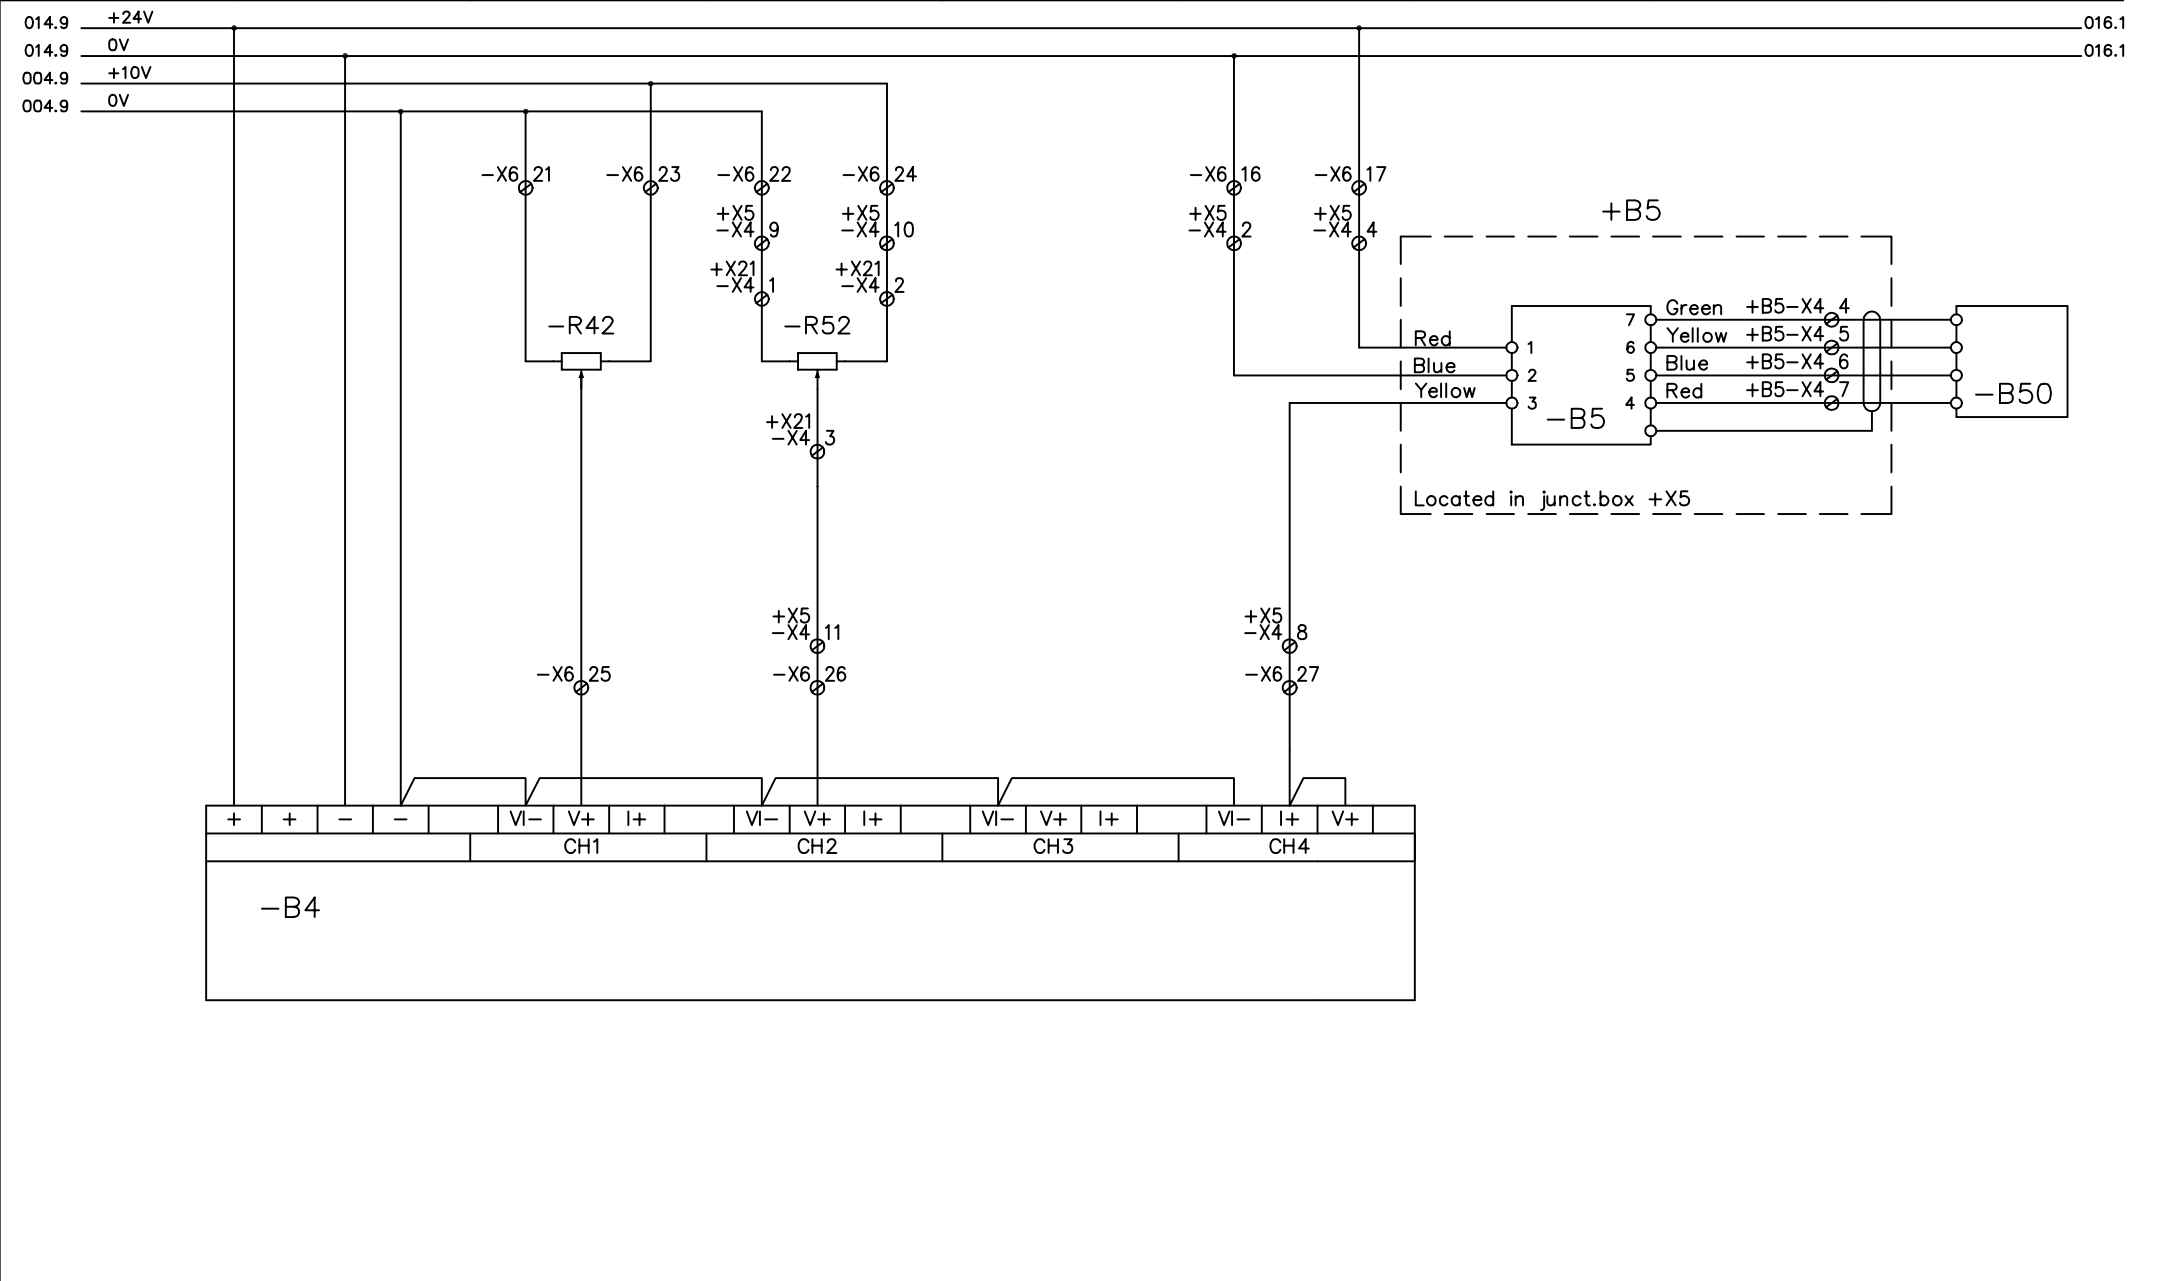 014.9 +24V 016.1
014.9 0V 016.1
004.9 +10V
004.9 0V
-X6 21
-X6 23
-X6 22
-X6 24
-X6 16
-X6 17
+X5
-X4 9
+X5
-X4 10
+X5
-X4 2
+X5
-X4 4
+B5
+X21
-X4 1
+X21
-X4 2
-R42
-R52
Green +B5-X4 4
7
Yellow +B5-X4 5
6
Blue +B5-X4 6
5
Red +B5-X4 7
4
Red 1
Blue 2
Yellow 3
-B5
-B50
+X21
-X4 3
Located in junct.box +X5
+X5
-X4 11
+X5
-X4 8
-X6 25
-X6 26
-X6 27
+ + - - VI- V+ I+ VI- V+ I+ VI- V+ I+ VI- I+ V+
CH1 CH2 CH3 CH4
-B4